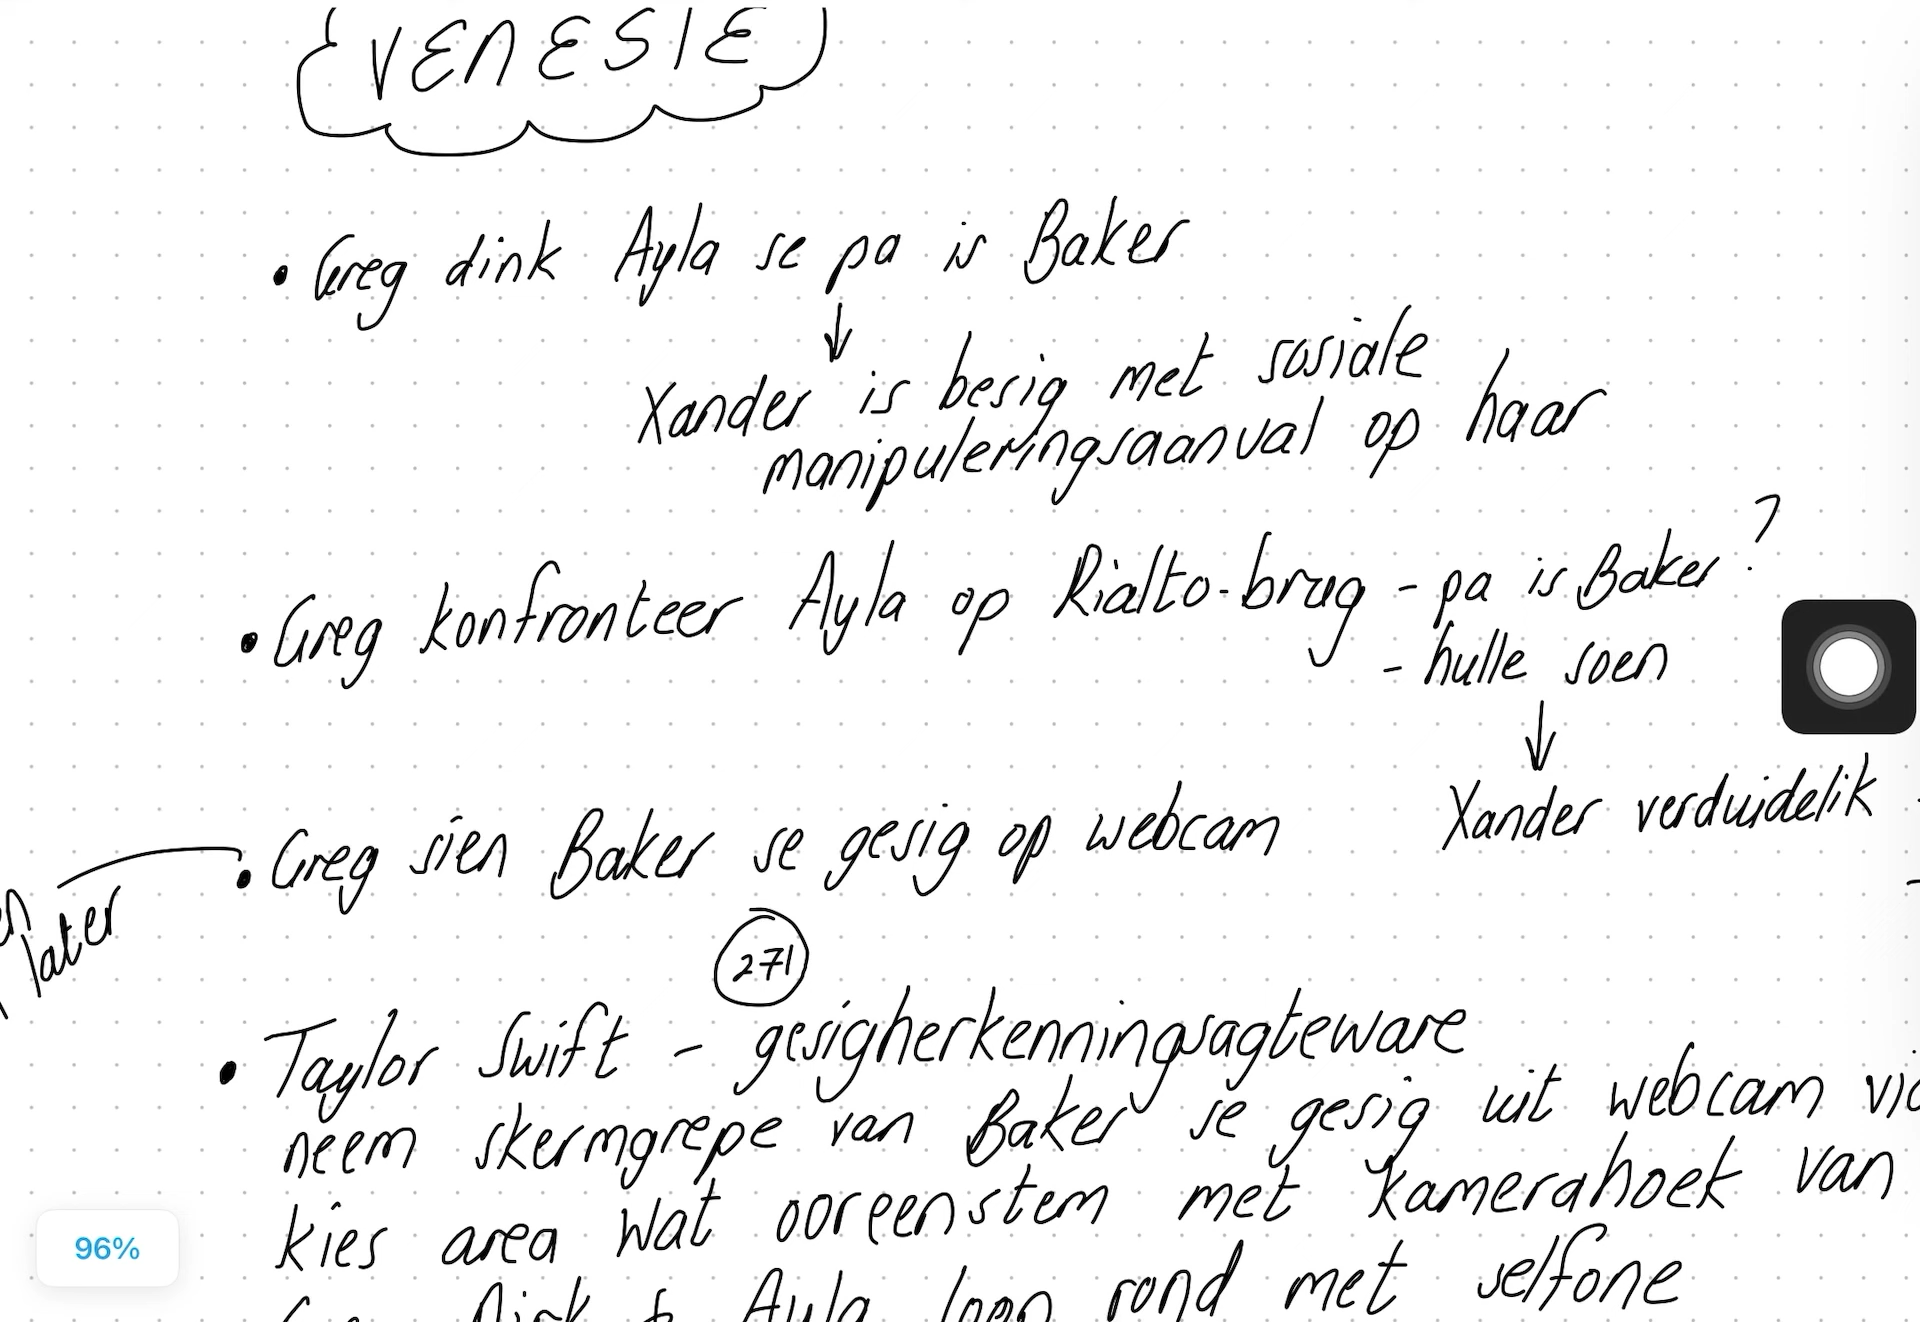 VENESIE
• Greg dink Ayla se pa is Baker
↓
Xander is besig met sosiale
manipuleringsaanval op haar
• Greg konfronteer Ayla op Rialto-brug - pa is Baker?
- hulle soen
↓
Xander verduidelik
• Greg sien Baker se gesig op webcam
later
271
• Taylor Swift - gesigherkenningsagteware
neem skermgrepe van Baker se gesig uit webcam
kies area wat ooreenstem met kamerahoek van
Ayla loop rond met selfone
96%